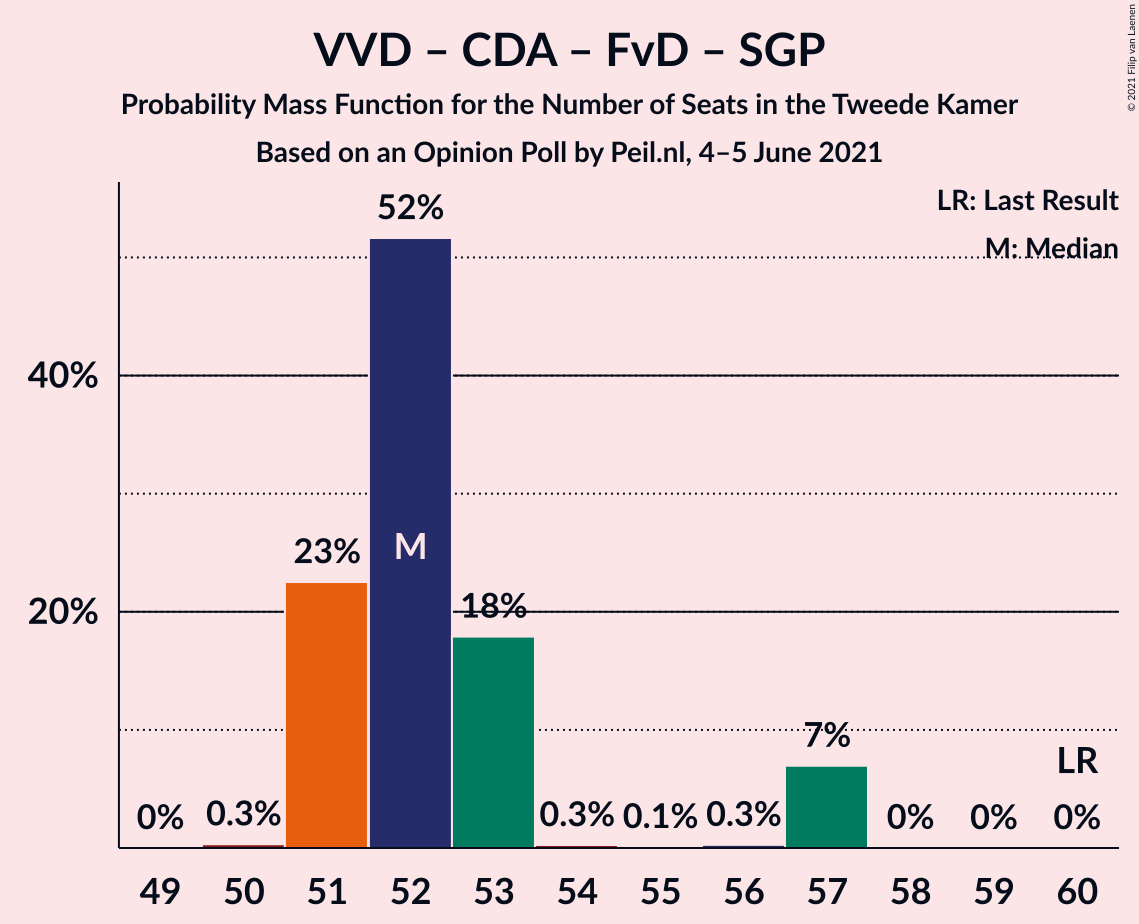 VVD – CDA – FvD – SGP
Probability Mass Function for the Number of Seats in the Tweede Kamer
Based on an Opinion Poll by Peil.nl, 4–5 June 2021
© 2021 Filip van Laenen
LR: Last Result
M: Median
52%
40%
23%
M
20%
18%
7%
LR
0%
0.3%
0.3%
0.1%
0.3%
0%
0%
0%
49 50 51 52 53 54 55 56 57 58 59 60